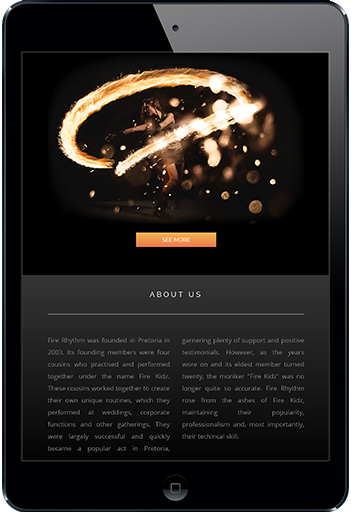 SEE MORE
ABOUT US
Fire Rhythm was founded in Pretoria in
2003. Its founding members were four
cousins who practised and performed
together under the name Fire Kidz.
These cousins worked together to create
their own unique routines, which they
performed at weddings, corporate
functions and other gatherings. They
were largely successful and quickly
became a popular act in Pretoria,
garnering plenty of support and positive
testimonials. However, as the years
wore on and its eldest member turned
twenty, the moniker "Fire Kidz" was no
longer quite so accurate. Fire Rhythm
rose from the ashes of Fire Kidz,
maintaining their popularity,
professionalism and, most importantly,
their techincal skill.